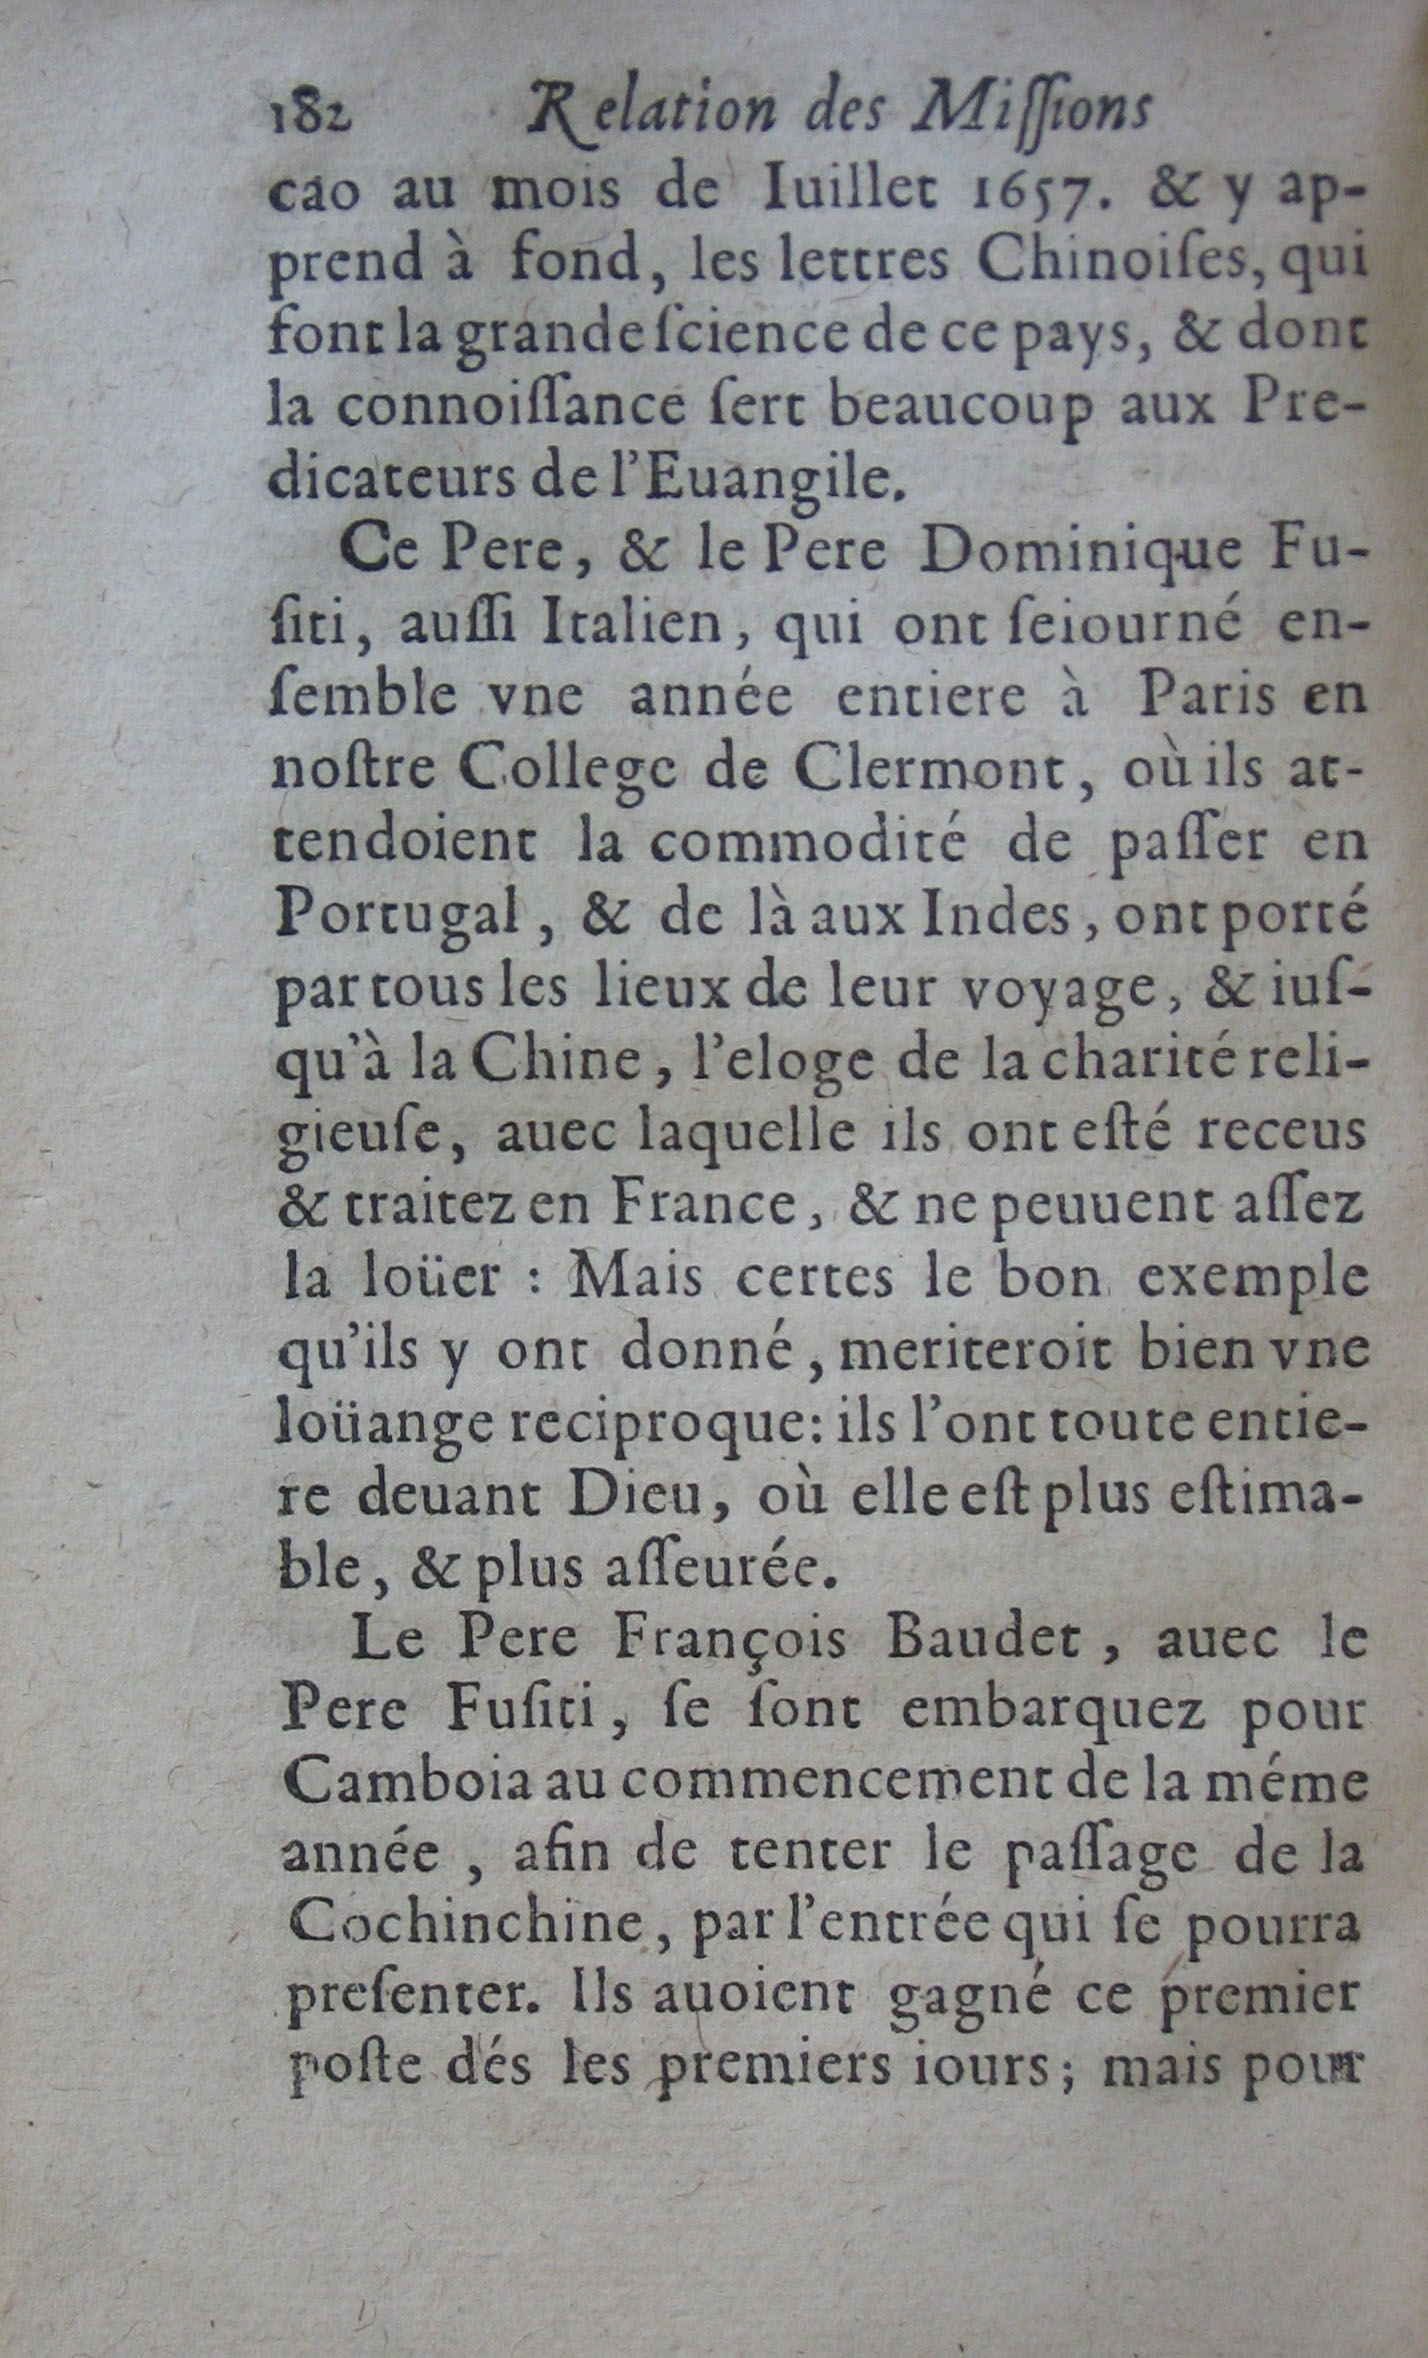 182 Relation des Miſſions
cao au mois de Iuillet 1657. & y ap-
prend à fond, les lettres Chinoiſes, qui
font la grande ſcience de ce pays, & dont
la connoiſſance ſert beaucoup aux Pre-
dicateurs de l'Euangile.
Ce Pere, & le Pere Dominique Fu-
ſiti, auſſi Italien, qui ont ſeiourné en-
ſemble vne année entiere à Paris en
noſtre College de Clermont, où ils at-
tendoient la commodité de paſſer en
Portugal, & de là aux Indes, ont porté
par tous les lieux de leur voyage, & iuſ-
qu'à la Chine, l'eloge de la charité reli-
gieuſe, auec laquelle ils ont eſté receus
& traitez en France, & ne peuuent aſſez
la loüer : Mais certes le bon exemple
qu'ils y ont donné, meriteroit bien vne
loüange reciproque: ils l'ont toute entie-
re deuant Dieu, où elle eſt plus eſtima-
ble, & plus aſſeurée.
Le Pere François Baudet, auec le
Pere Fuſiti, ſe ſont embarquez pour
Camboia au commencement de la méme
année, afin de tenter le paſſage de la
Cochinchine, par l'entrée qui ſe pourra
preſenter. Ils auoient gagné ce premier
poſte dés les premiers iours; mais pour